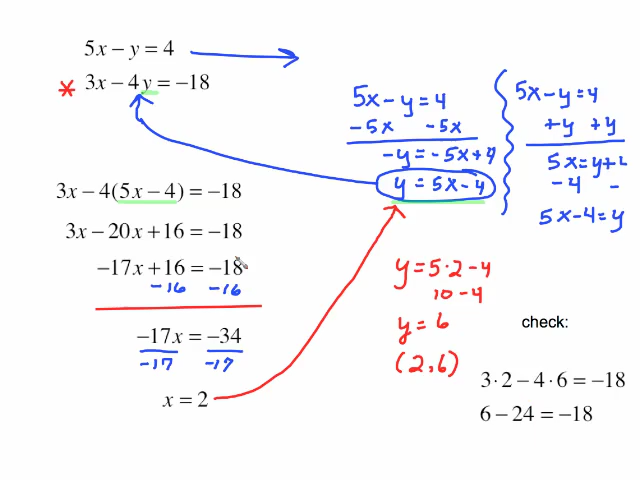 5x − y = 4
* 3x − 4y = −18
3x − 4(5x − 4) = −18
3x − 20x + 16 = −18
−17x + 16 = −18
−16 −16
−17x = −34
−17 −17
x = 2
5x − y = 4
−5x −5x
−y = −5x + 4
y = 5x − 4
y = 5·2 − 4
10 − 4
y = 6
(2, 6)
5x − y = 4
+y +y
5x = y + 4
−4 −
5x − 4 = y
check:
3·2 − 4·6 = −18
6 − 24 = −18